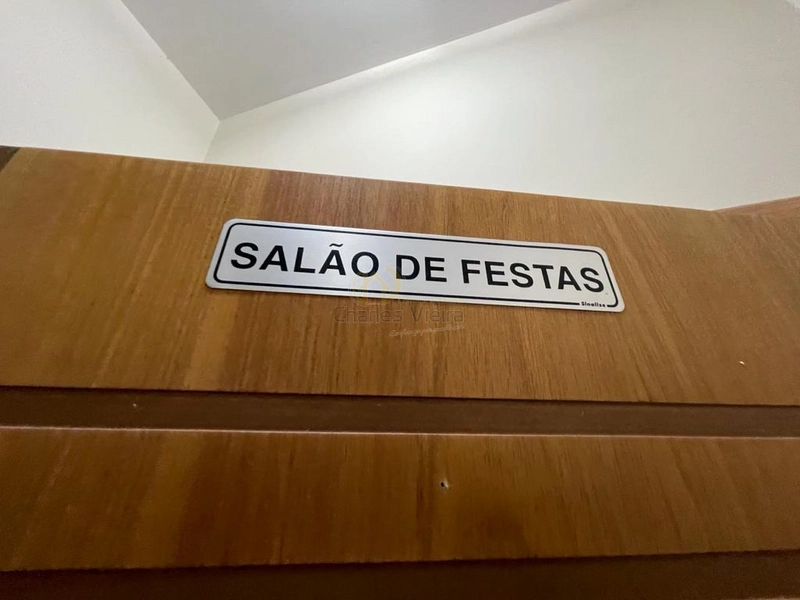 SALÃO DE FESTAS
Sinalize
Charles Vieira